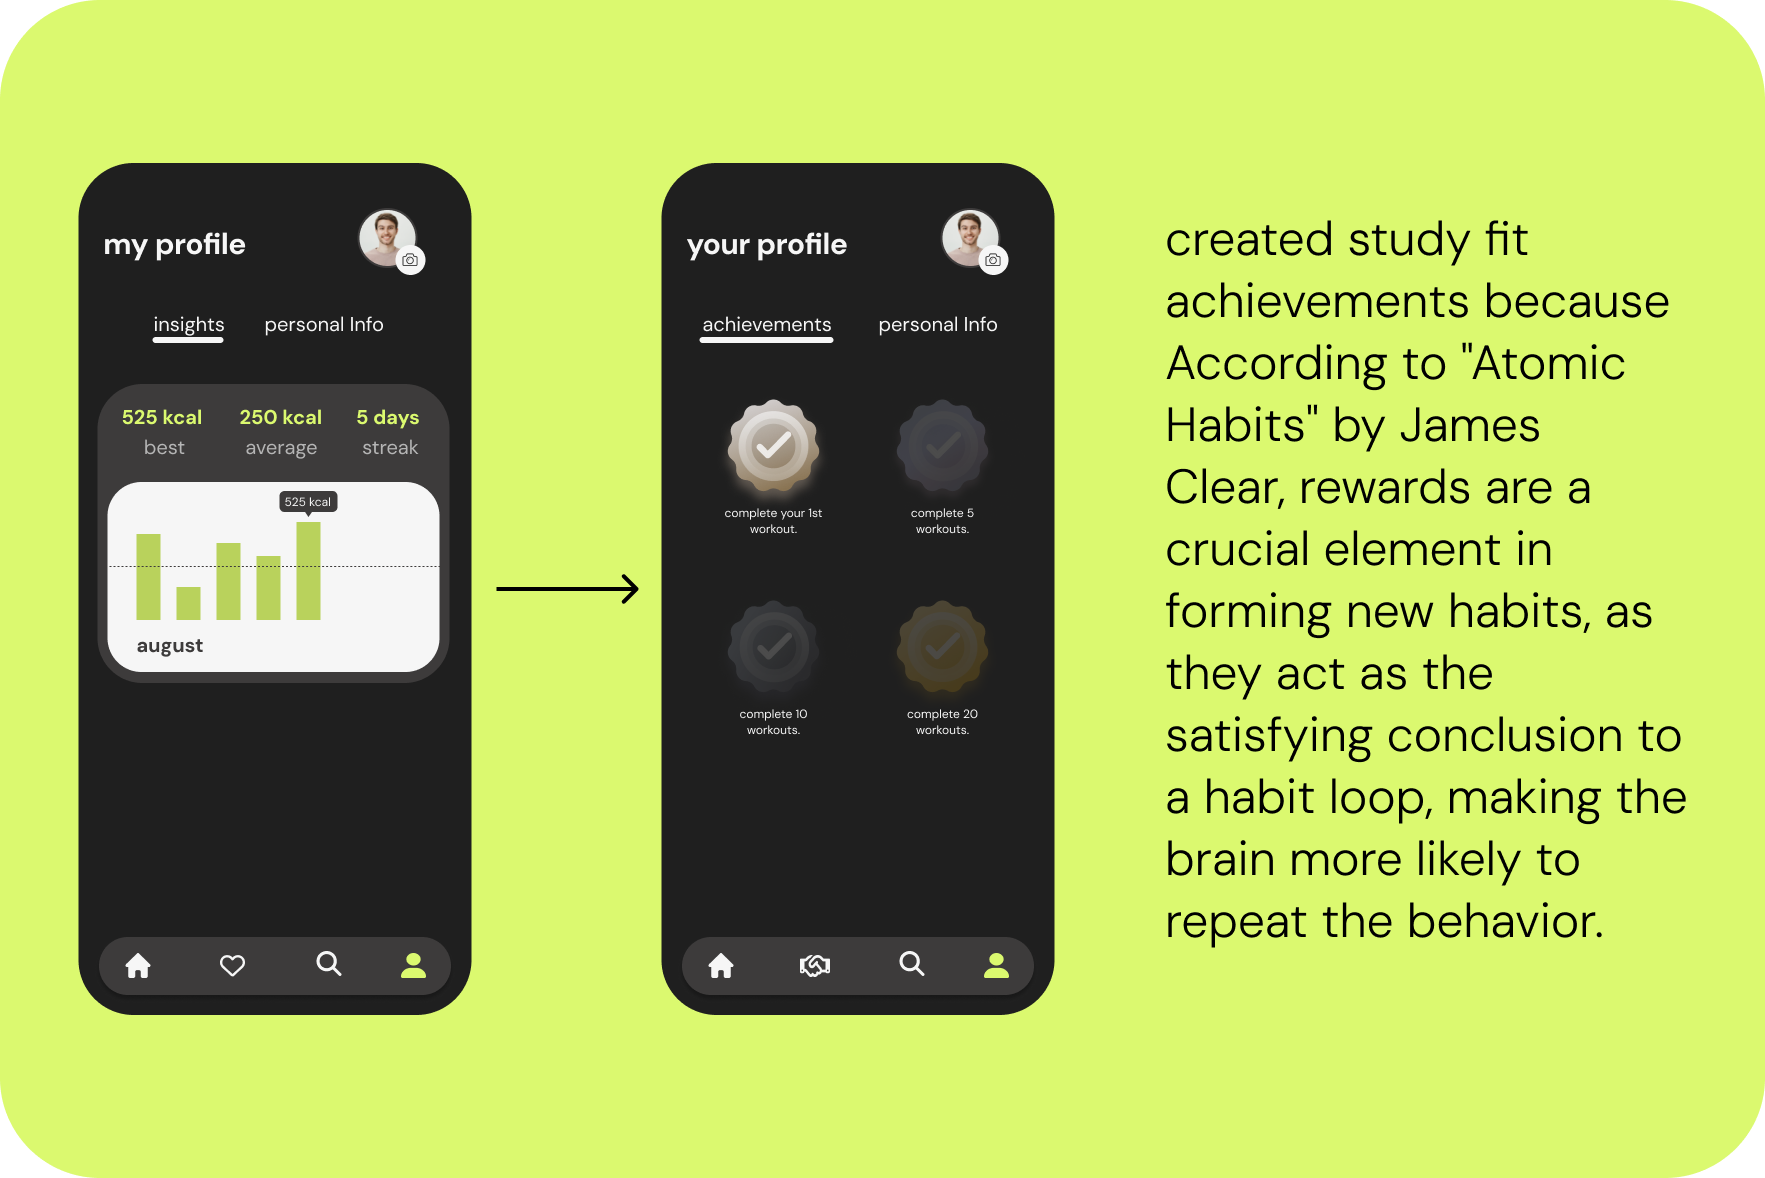 my profile
insights personal Info
525 kcal 250 kcal 5 days
best average streak
525 kcal
august
your profile
achievements personal Info
complete your 1st
workout.
complete 5
workouts.
complete 10
workouts.
complete 20
workouts.
created study fit
achievements because
According to "Atomic
Habits" by James
Clear, rewards are a
crucial element in
forming new habits, as
they act as the
satisfying conclusion to
a habit loop, making the
brain more likely to
repeat the behavior.